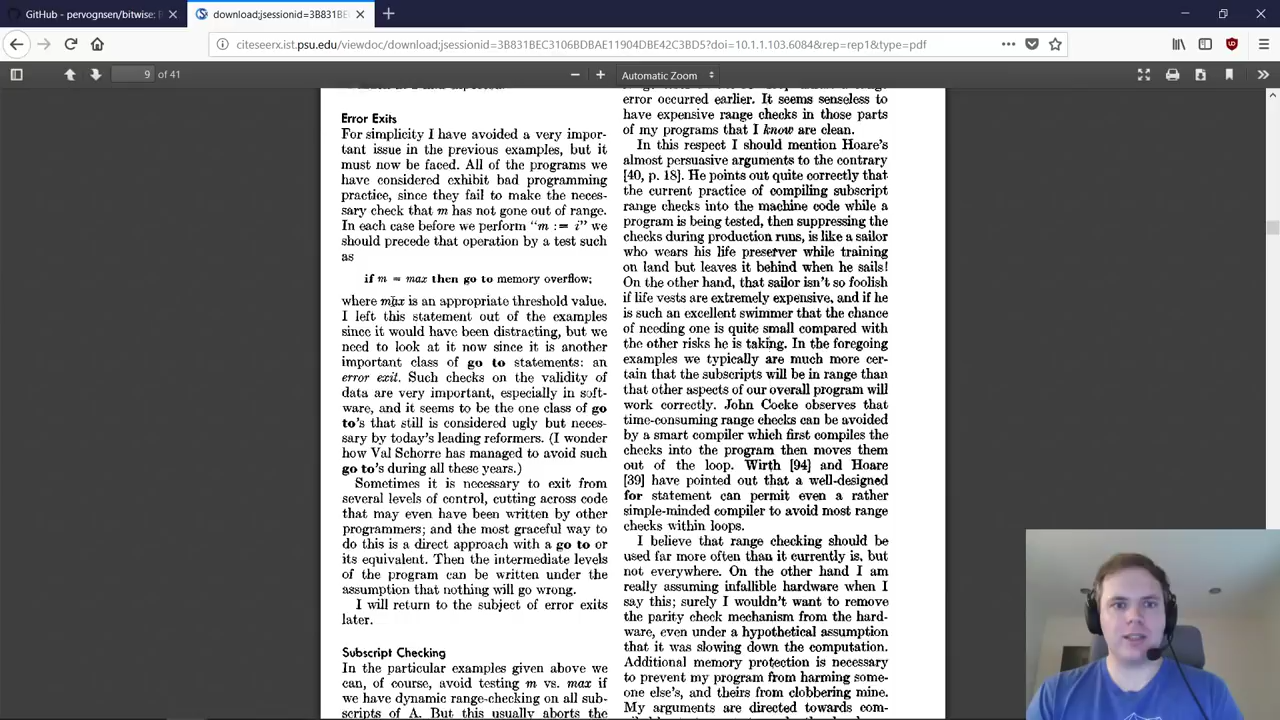 GitHub - pervognsen/bitwise:
download;jsessionid=3B831BE
citeseerx.ist.psu.edu/viewdoc/download;jsessionid=3B831BEC3106BDBAE11904DBE42C3BD5?doi=10.1.1.103.6084&rep=rep1&type=pdf
9 of 41
Automatic Zoom
Error Exits
For simplicity I have avoided a very impor-
tant issue in the previous examples, but it
must now be faced. All of the programs we
have considered exhibit bad programming
practice, since they fail to make the neces-
sary check that m has not gone out of range.
In each case before we perform "m := i" we
should precede that operation by a test such
as
if m = max then go to memory overflow;
where max is an appropriate threshold value.
I left this statement out of the examples
since it would have been distracting, but we
need to look at it now since it is another
important class of go to statements: an
error exit. Such checks on the validity of
data are very important, especially in soft-
ware, and it seems to be the one class of go
to's that still is considered ugly but neces-
sary by today's leading reformers. (I wonder
how Val Schorre has managed to avoid such
go to's during all these years.)
Sometimes it is necessary to exit from
several levels of control, cutting across code
that may even have been written by other
programmers; and the most graceful way to
do this is a direct approach with a go to or
its equivalent. Then the intermediate levels
of the program can be written under the
assumption that nothing will go wrong.
I will return to the subject of error exits
later.
Subscript Checking
In the particular examples given above we
can, of course, avoid testing m vs. max if
we have dynamic range-checking on all sub-
scripts of A. But this usually aborts the
error occurred earlier. It seems senseless to
have expensive range checks in those parts
of my programs that I know are clean.
In this respect I should mention Hoare's
almost persuasive arguments to the contrary
[40, p. 18]. He points out quite correctly that
the current practice of compiling subscript
range checks into the machine code while a
program is being tested, then suppressing the
checks during production runs, is like a sailor
who wears his life preserver while training
on land but leaves it behind when he sails!
On the other hand, that sailor isn't so foolish
if life vests are extremely expensive, and if he
is such an excellent swimmer that the chance
of needing one is quite small compared with
the other risks he is taking. In the foregoing
examples we typically are much more cer-
tain that the subscripts will be in range than
that other aspects of our overall program will
work correctly. John Cocke observes that
time-consuming range checks can be avoided
by a smart compiler which first compiles the
checks into the program then moves them
out of the loop. Wirth [94] and Hoare
[39] have pointed out that a well-designed
for statement can permit even a rather
simple-minded compiler to avoid most range
checks within loops.
I believe that range checking should be
used far more often than it currently is, but
not everywhere. On the other hand I am
really assuming infallible hardware when I
say this; surely I wouldn't want to remove
the parity check mechanism from the hard-
ware, even under a hypothetical assumption
that it was slowing down the computation.
Additional memory protection is necessary
to prevent my program from harming some-
one else's, and theirs from clobbering mine.
My arguments are directed towards com-